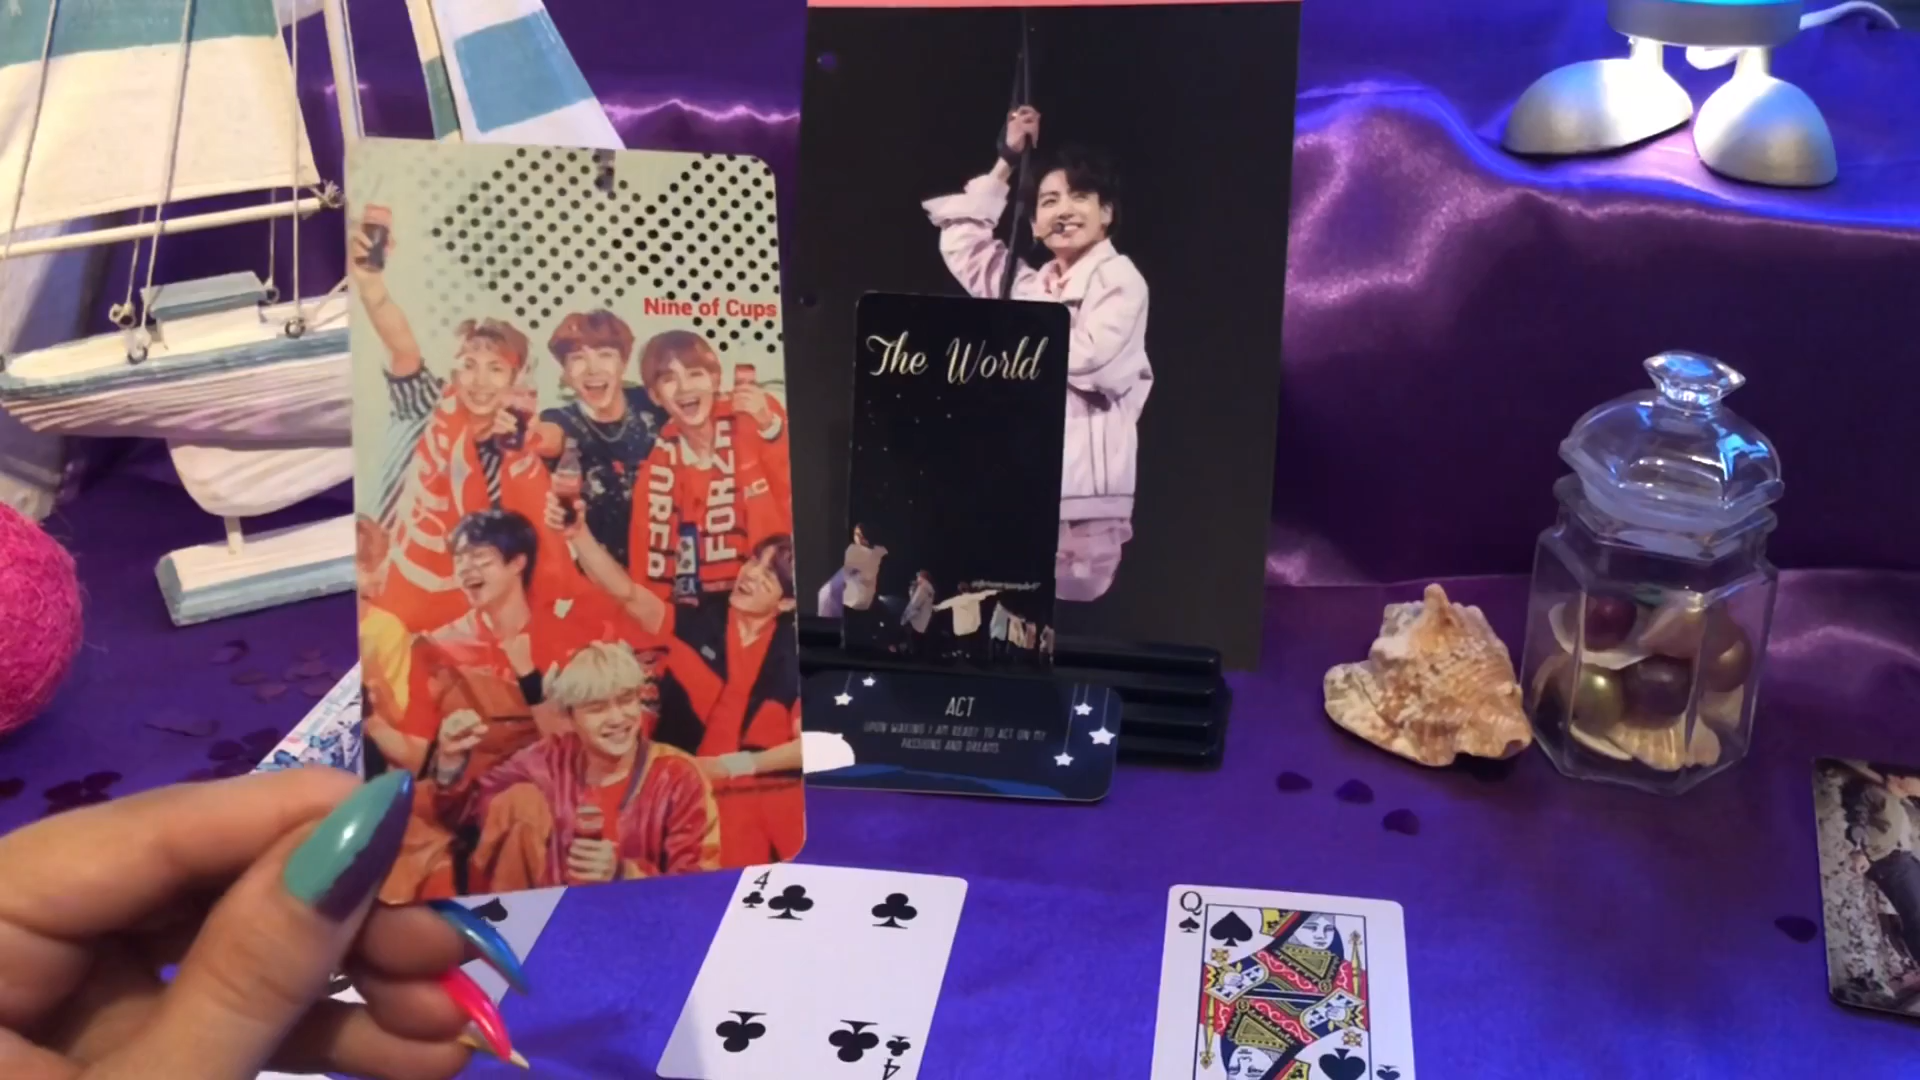 Nine of Cups
The World
ACT
UPON WAKING I AM READY TO ACT ON MY
PASSIONS AND DREAMS
FORZA
4
4
Q